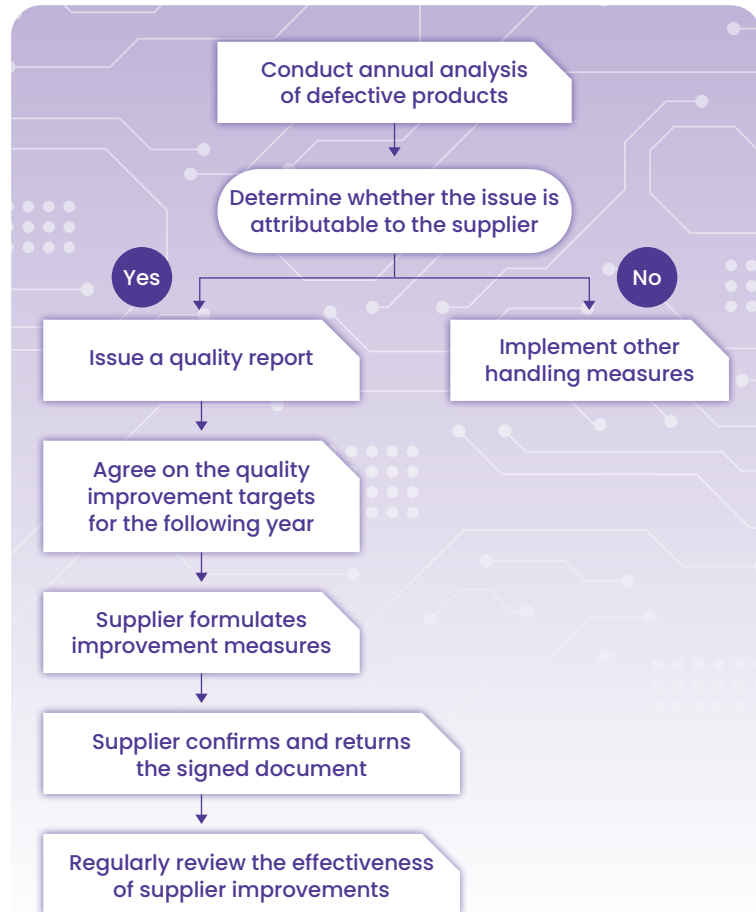 Conduct annual analysis
of defective products
Determine whether the issue is
attributable to the supplier
Yes
No
Issue a quality report
Implement other
handling measures
Agree on the quality
improvement targets
for the following year
Supplier formulates
improvement measures
Supplier confirms and returns
the signed document
Regularly review the effectiveness
of supplier improvements